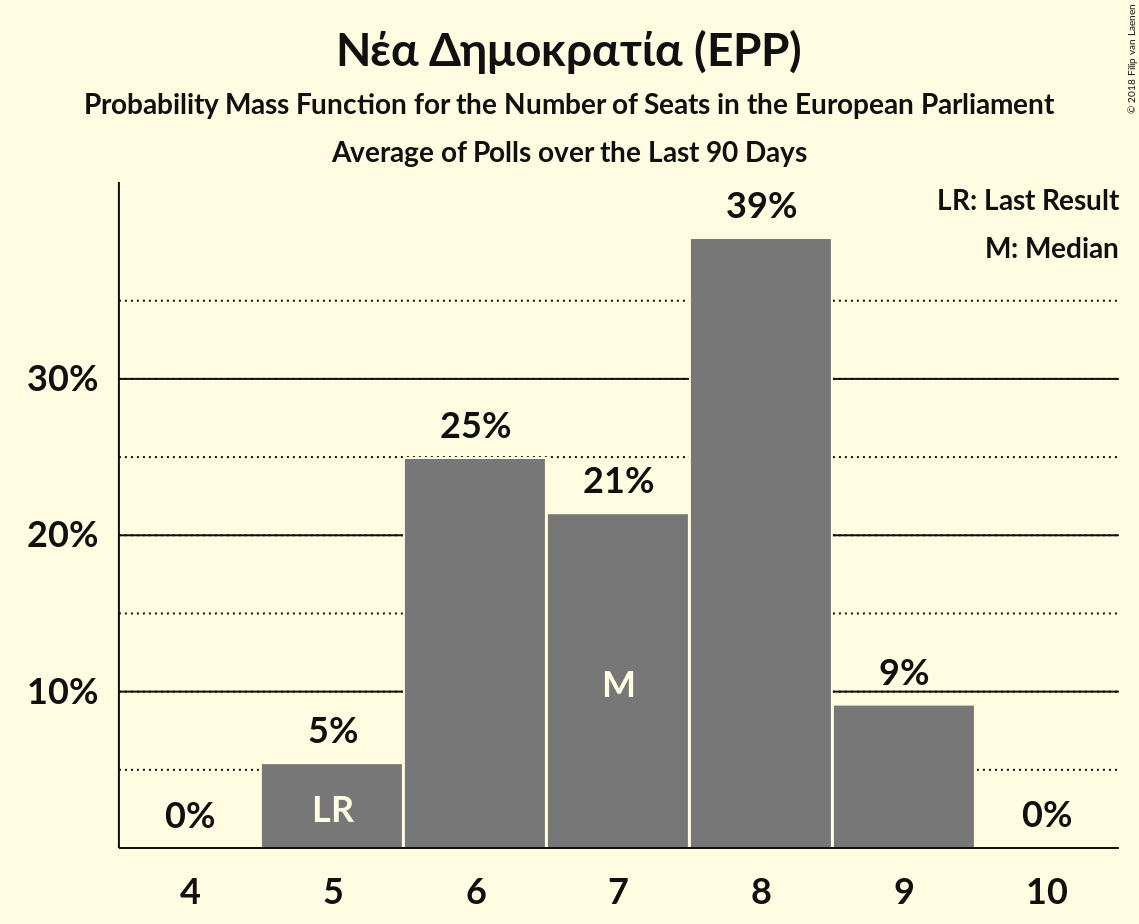 Νέα Δημοκρατία (EPP)
Probability Mass Function for the Number of Seats in the European Parliament
Average of Polls over the Last 90 Days
© 2018 Filip van Laenen
LR: Last Result
M: Median
39%
30%
25%
21%
20%
10%
9%
5%
M
LR
0%
0%
4 5 6 7 8 9 10